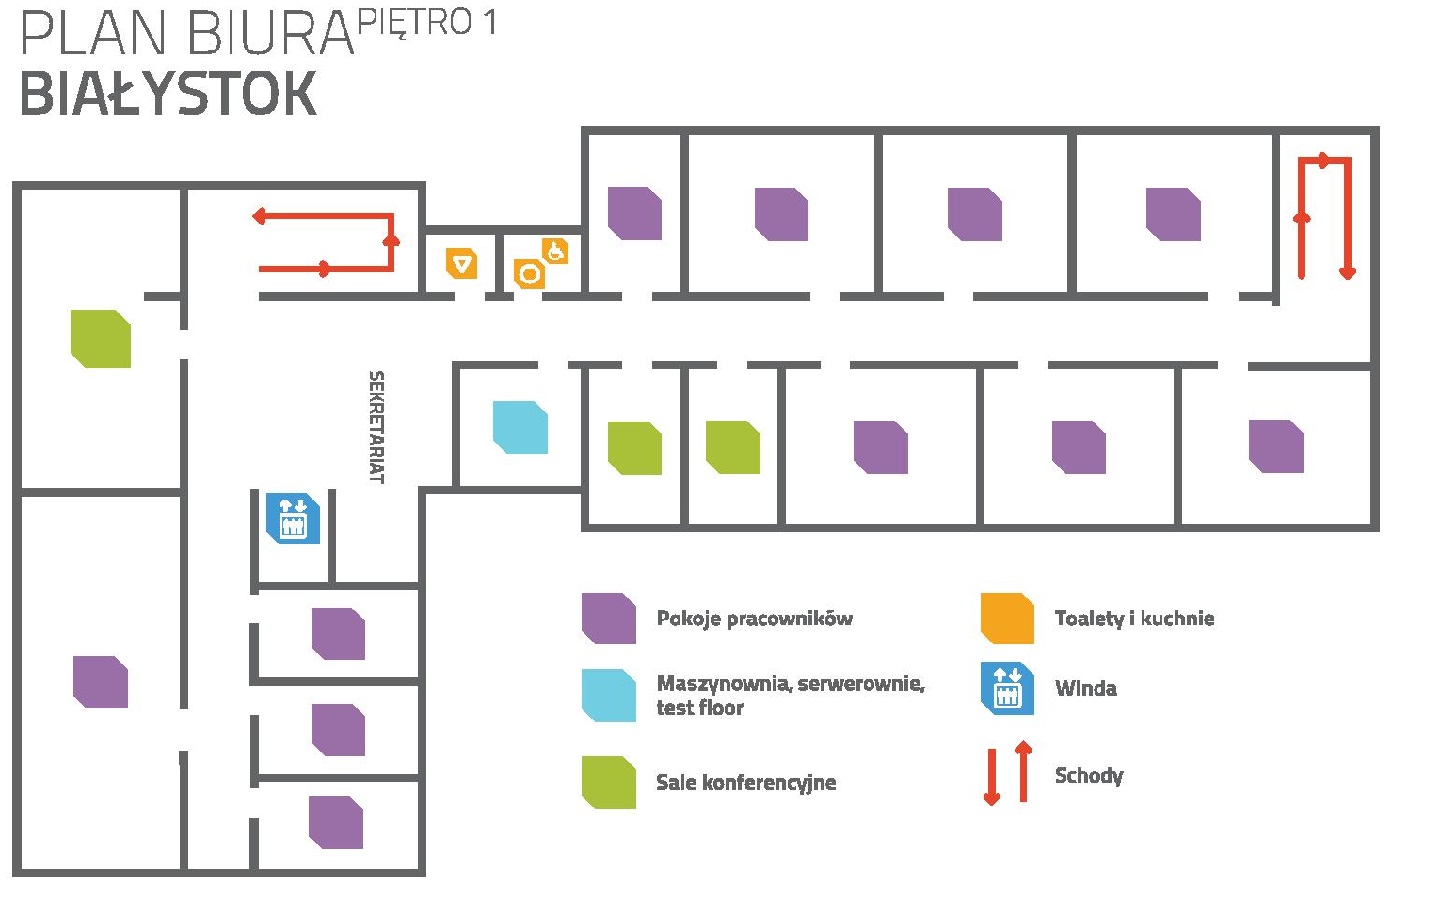 PLAN BIURA PIĘTRO 1
BIAŁYSTOK
SEKRETARIAT
Pokoje pracowników
Maszynownia, serwerownie,
test floor
Sale konferencyjne
Toalety i kuchnie
Winda
Schody